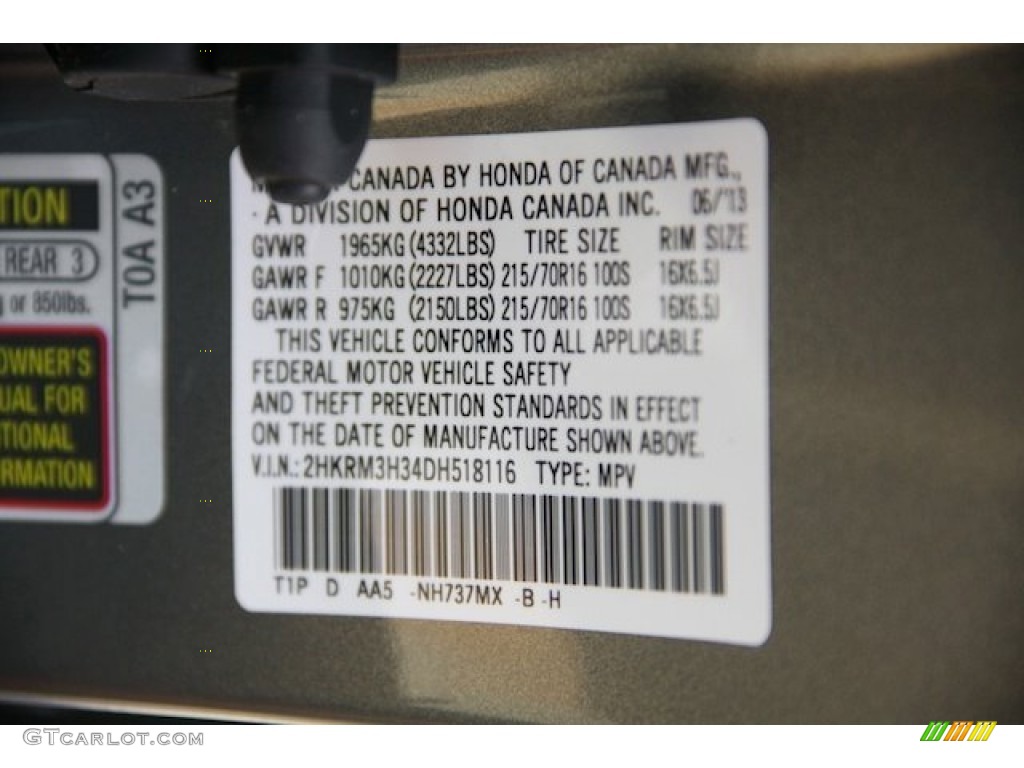 TION
REAR 3
or 850lbs.
OWNER'S
UAL FOR
TIONAL
RMATION
T0A A3
CANADA BY HONDA OF CANADA MFG.,
- A DIVISION OF HONDA CANADA INC. 06/'13
GVWR 1965KG (4332LBS) TIRE SIZE RIM SIZE
GAWR F 1010KG (2227LBS) 215/70R16 100S 16X6.5J
GAWR R 975KG (2150LBS) 215/70R16 100S 16X6.5J
THIS VEHICLE CONFORMS TO ALL APPLICABLE
FEDERAL MOTOR VEHICLE SAFETY
AND THEFT PREVENTION STANDARDS IN EFFECT
ON THE DATE OF MANUFACTURE SHOWN ABOVE.
V.I.N.: 2HKRM3H34DH518116 TYPE: MPV
T1P D AA5 -NH737MX -B -H
GTCARLOT.COM